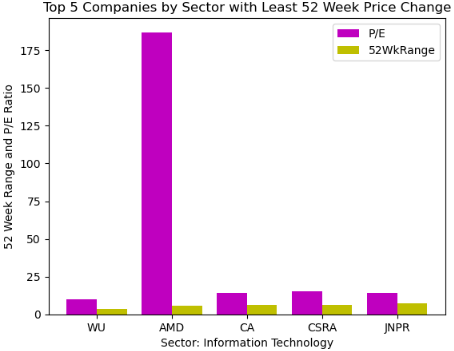 Top 5 Companies by Sector with Least 52 Week Price Change
52 Week Range and P/E Ratio
175
150
125
100
75
50
25
0
P/E
52WkRange
WU AMD CA CSRA JNPR
Sector: Information Technology